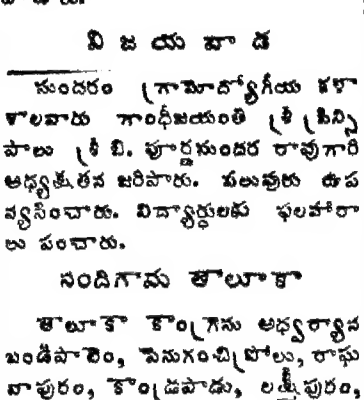 విజయవాడ
సుందరం గ్రామోద్యోగీయ కళా
శాలవారు గాంధీజయంతి శ్రీ ప్రిన్సి
పాలు శ్రీ వి. పూర్ణసుందర రావుగారి
అధ్యక్షతన జరిపారు. పలువురు ఉప
న్యసించారు. విద్యార్ధులకు ఫలహారా
లు పంచారు.
నందిగామ తాలూకా
తాలూకా కాంగ్రెసు అధ్వర్యాన
బండిపాలెం, పెనుగంచిప్రోలు, రాఘ
వాపురం, కొండ్రపాడు, లక్ష్మీపురం,